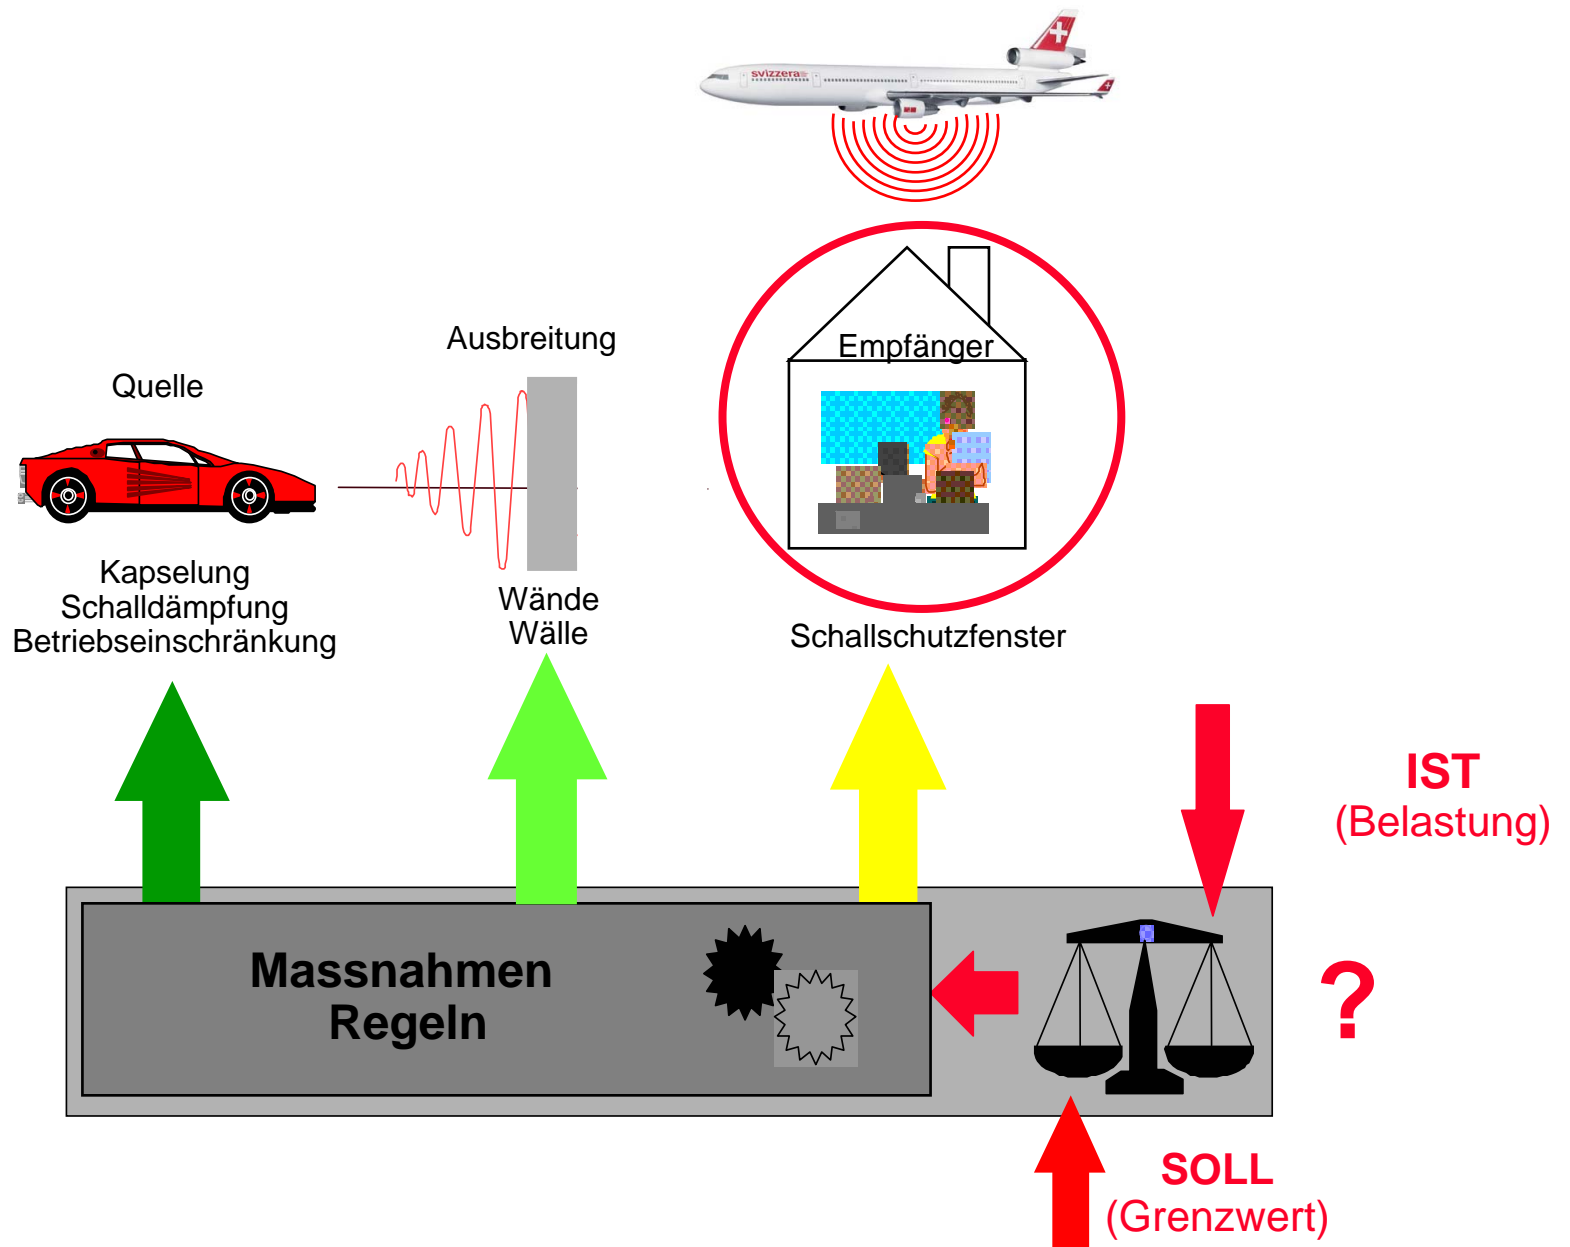 svizzera
Ausbreitung
Empfänger
Quelle
Kapselung
Schalldämpfung
Betriebseinschränkung
Wände
Wälle
Schallschutzfenster
IST
(Belastung)
Massnahmen
Regeln
?
SOLL
(Grenzwert)